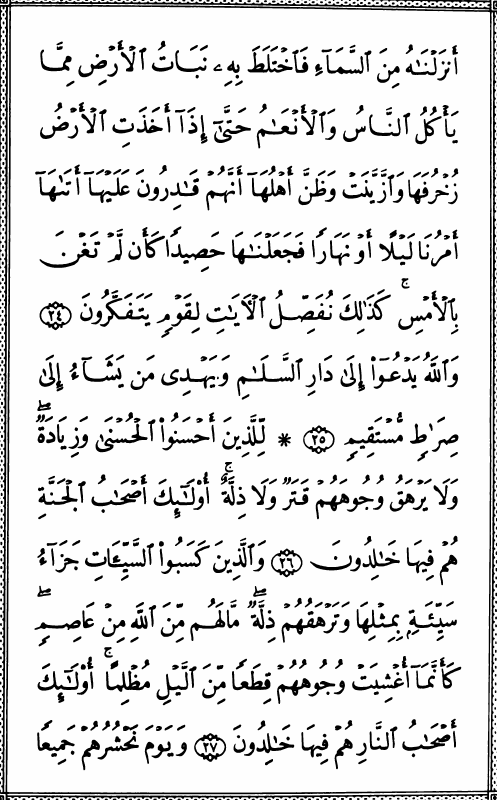 أَنزَلْنَـٰهُ مِنَ ٱلسَّمَآءِ فَٱخْتَلَطَ بِهِۦ نَبَاتُ ٱلْأَرْضِ مِمَّا
يَأْكُلُ ٱلنَّاسُ وَٱلْأَنْعَـٰمُ حَتَّىٰٓ إِذَآ أَخَذَتِ ٱلْأَرْضُ
زُخْرُفَهَا وَٱزَّيَّنَتْ وَظَنَّ أَهْلُهَآ أَنَّهُمْ قَـٰدِرُونَ عَلَيْهَآ أَتَىٰهَآ
أَمْرُنَا لَيْلًا أَوْ نَهَارًا فَجَعَلْنَـٰهَا حَصِيدًا كَأَن لَّمْ تَغْنَ
بِٱلْأَمْسِ ۚ كَذَٰلِكَ نُفَصِّلُ ٱلْـَٔايَـٰتِ لِقَوْمٍ يَتَفَكَّرُونَ ﴿٢٤﴾
وَٱللَّهُ يَدْعُوٓا۟ إِلَىٰ دَارِ ٱلسَّلَـٰمِ وَيَهْدِى مَن يَشَآءُ إِلَىٰ
صِرَٰطٍ مُّسْتَقِيمٍ ﴿٢٥﴾ * لِّلَّذِينَ أَحْسَنُوا۟ ٱلْحُسْنَىٰ وَزِيَادَةٌ ۖ
وَلَا يَرْهَقُ وُجُوهَهُمْ قَتَرٌ وَلَا ذِلَّةٌ ۚ أُو۟لَـٰٓئِكَ أَصْحَـٰبُ ٱلْجَنَّةِ
هُمْ فِيهَا خَـٰلِدُونَ ﴿٢٦﴾ وَٱلَّذِينَ كَسَبُوا۟ ٱلسَّيِّـَٔاتِ جَزَآءُ
سَيِّئَةٍۭ بِمِثْلِهَا وَتَرْهَقُهُمْ ذِلَّةٌ ۖ مَّا لَهُم مِّنَ ٱللَّهِ مِنْ عَاصِمٍ ۖ
كَأَنَّمَآ أُغْشِيَتْ وُجُوهُهُمْ قِطَعًا مِّنَ ٱلَّيْلِ مُظْلِمًا ۚ أُو۟لَـٰٓئِكَ
أَصْحَـٰبُ ٱلنَّارِ هُمْ فِيهَا خَـٰلِدُونَ ﴿٢٧﴾ وَيَوْمَ نَحْشُرُهُمْ جَمِيعًا